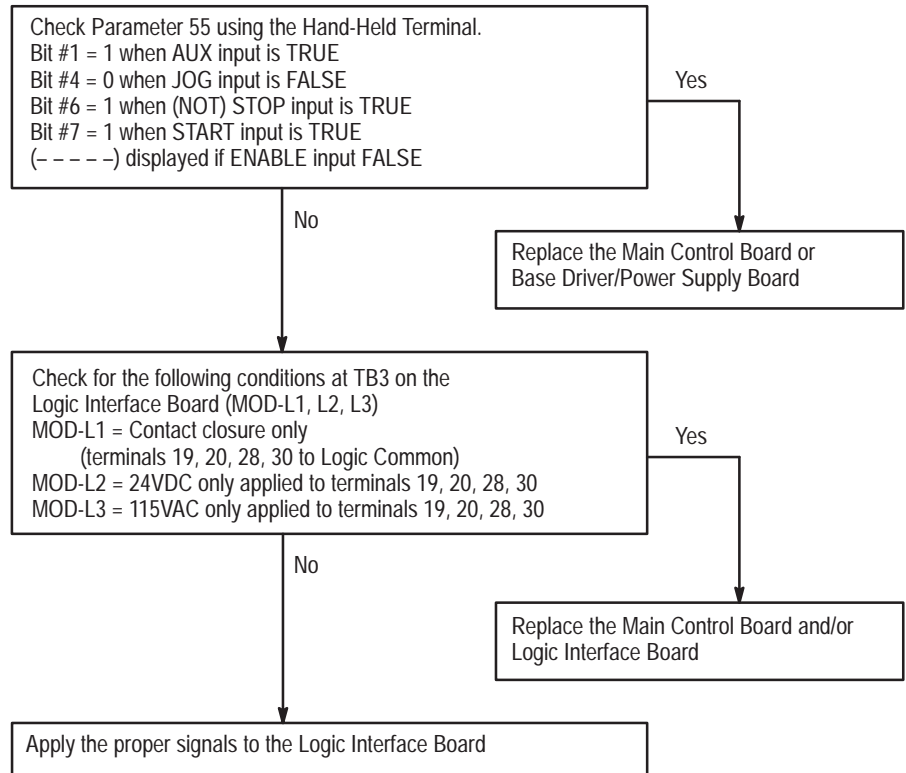 Check Parameter 55 using the Hand-Held Terminal.
Bit #1 = 1 when AUX input is TRUE
Bit #4 = 0 when JOG input is FALSE
Bit #6 = 1 when (NOT) STOP input is TRUE
Bit #7 = 1 when START input is TRUE
(– – – – –) displayed if ENABLE input FALSE
Yes
No
Replace the Main Control Board or
Base Driver/Power Supply Board
Check for the following conditions at TB3 on the
Logic Interface Board (MOD-L1, L2, L3)
MOD-L1 = Contact closure only
(terminals 19, 20, 28, 30 to Logic Common)
MOD-L2 = 24VDC only applied to terminals 19, 20, 28, 30
MOD-L3 = 115VAC only applied to terminals 19, 20, 28, 30
Yes
No
Replace the Main Control Board and/or
Logic Interface Board
Apply the proper signals to the Logic Interface Board